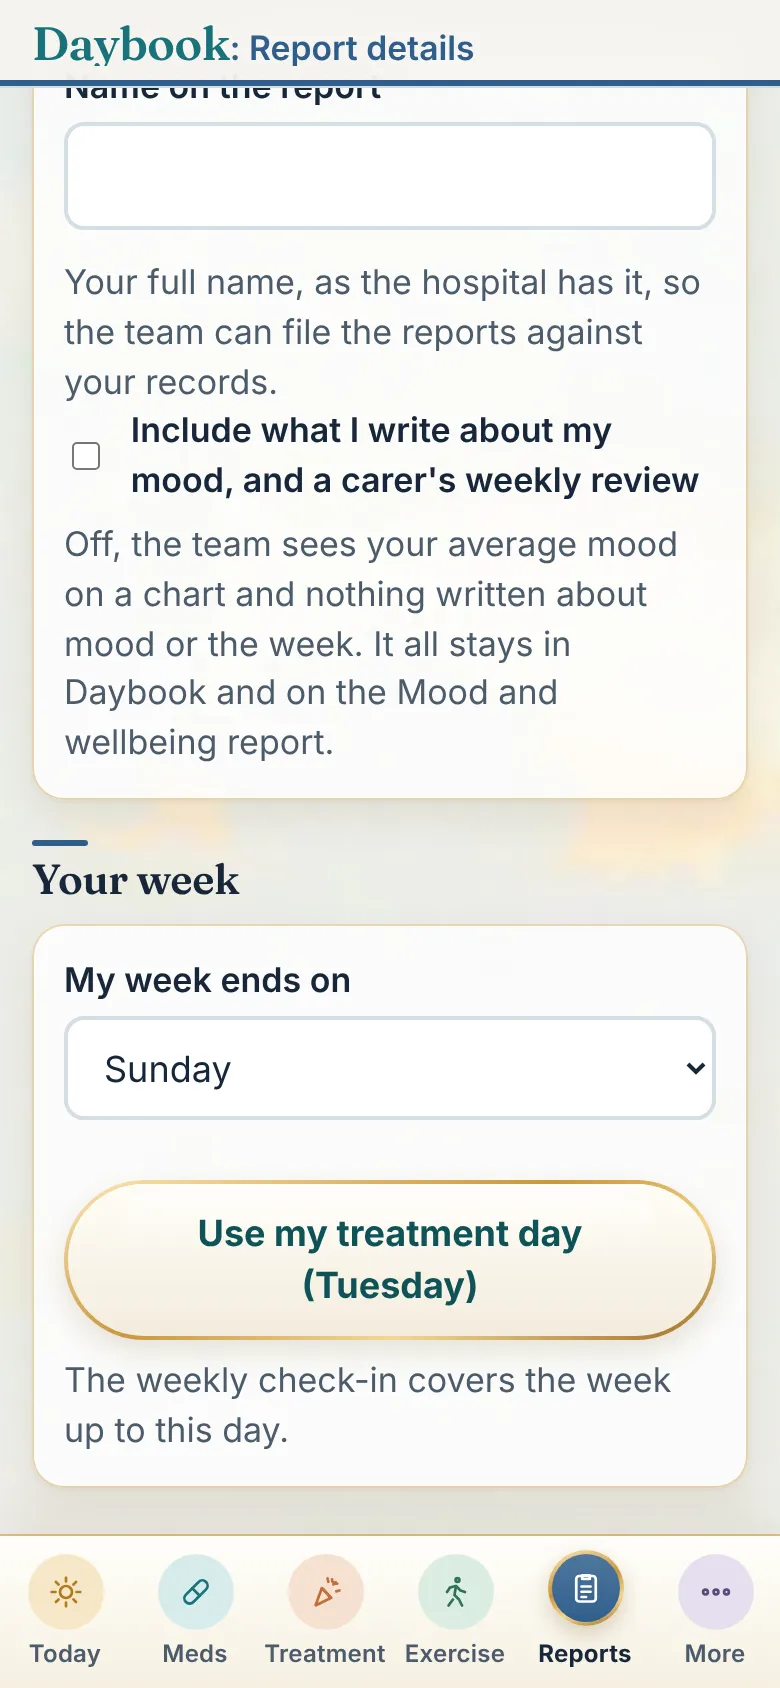 Daybook: Report details
Name on the report
Your full name, as the hospital has it, so
the team can file the reports against
your records.
Include what I write about my
mood, and a carer's weekly review
Off, the team sees your average mood
on a chart and nothing written about
mood or the week. It all stays in
Daybook and on the Mood and
wellbeing report.
Your week
My week ends on
Sunday
Use my treatment day
(Tuesday)
The weekly check-in covers the week
up to this day.
Today Meds Treatment Exercise Reports More